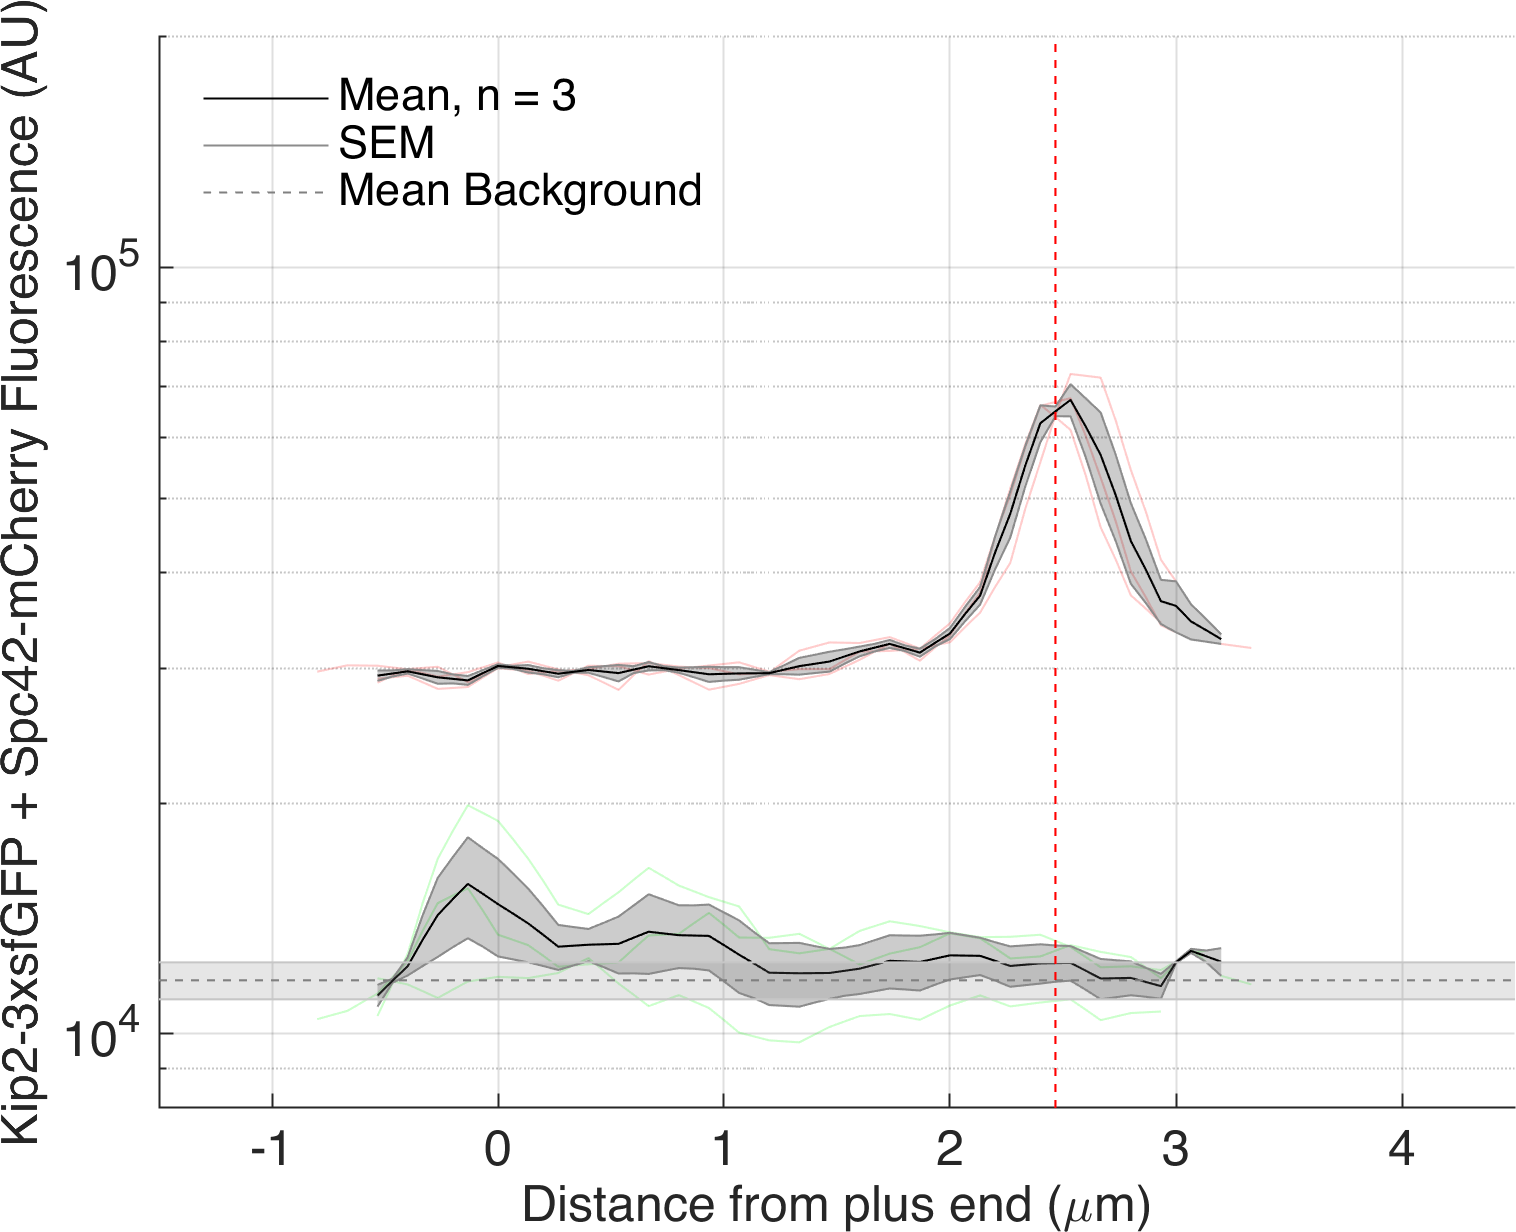 Kip2-3xsfGFP + Spc42-mCherry Fluorescence (AU)
Mean, n = 3
SEM
Mean Background
10^5
10^4
-1 0 1 2 3 4
Distance from plus end (μm)